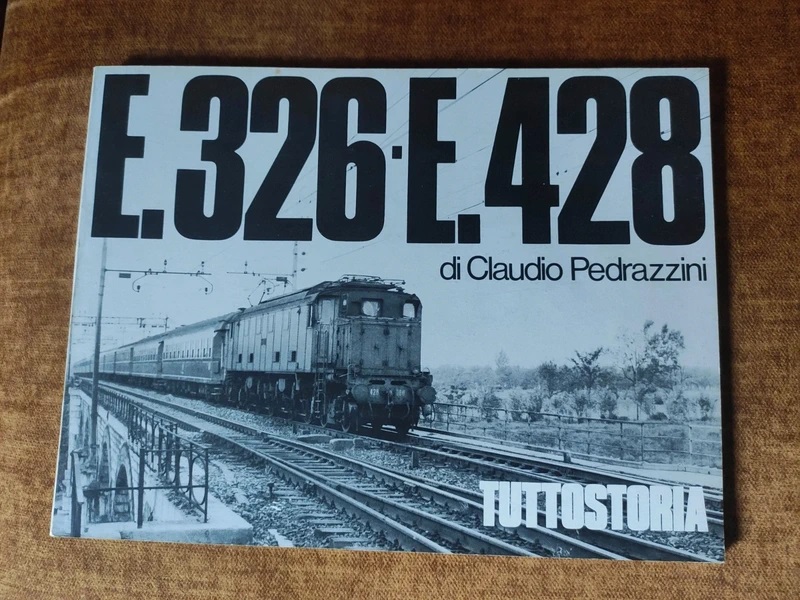 E.326·E.428
di Claudio Pedrazzini
TUTTOSTORIA